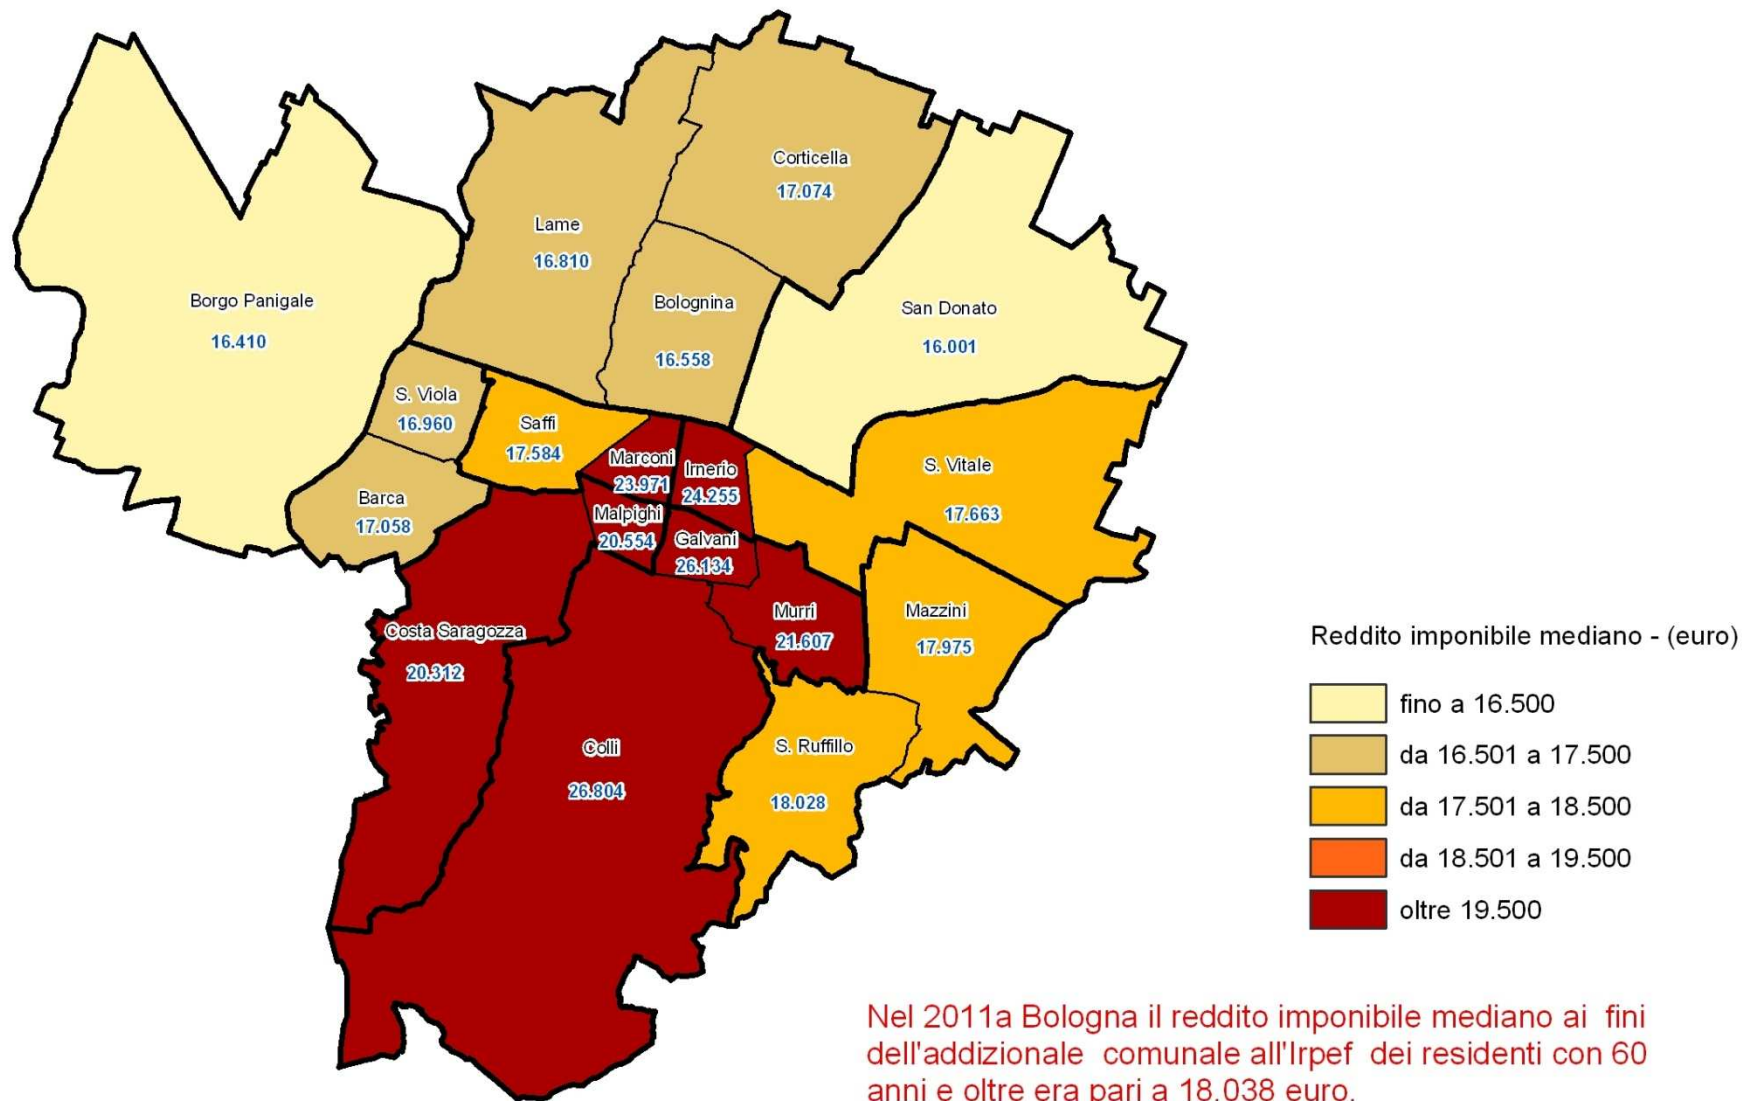 Corticella
17.074
Lame
16.810
Borgo Panigale
16.410
Bolognina
16.558
San Donato
16.001
S. Viola
16.960
Saffi
17.584
Marconi
23.971
Irnerio
24.255
S. Vitale
17.663
Barca
17.058
Malpighi
20.554
Galvani
26.134
Murri
21.607
Mazzini
17.975
Costa Saragozza
20.312
Colli
26.804
S. Ruffillo
18.028
Reddito imponibile mediano - (euro)
fino a 16.500
da 16.501 a 17.500
da 17.501 a 18.500
da 18.501 a 19.500
oltre 19.500
Nel 2011a Bologna il reddito imponibile mediano ai fini
dell'addizionale comunale all'Irpef dei residenti con 60
anni e oltre era pari a 18.038 euro.